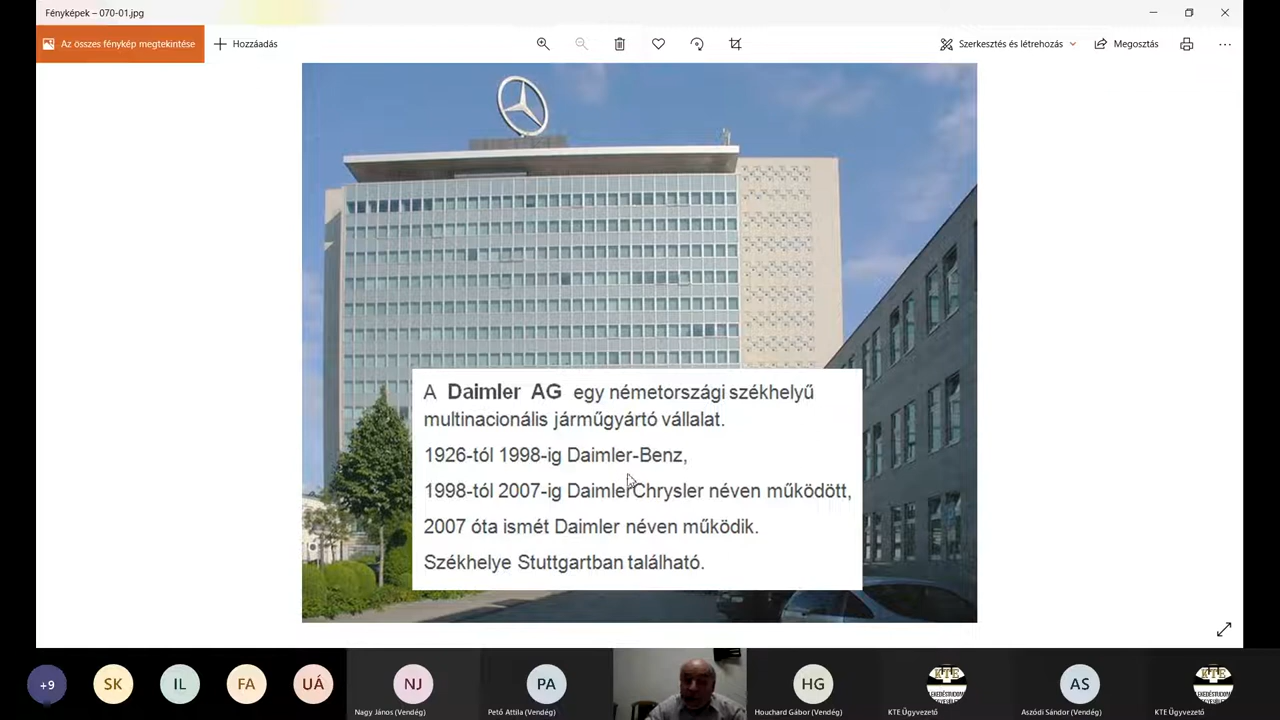 Fényképek – 070-01.jpg
Az összes fénykép megtekintése
Hozzáadás
Szerkesztés és létrehozás
Megosztás
A Daimler AG egy németországi székhelyű
multinacionális járműgyártó vállalat.
1926-tól 1998-ig Daimler-Benz,
1998-tól 2007-ig DaimlerChrysler néven működött,
2007 óta ismét Daimler néven működik.
Székhelye Stuttgartban található.
+9
SK
IL
FA
UÁ
NJ
PA
HG
KTE
AS
KTE
Nagy János (Vendég)
Pető Attila (Vendég)
Houchard Gábor (Vendég)
KTE Ügyvezető
Aszódi Sándor (Vendég)
KTE Ügyvezető